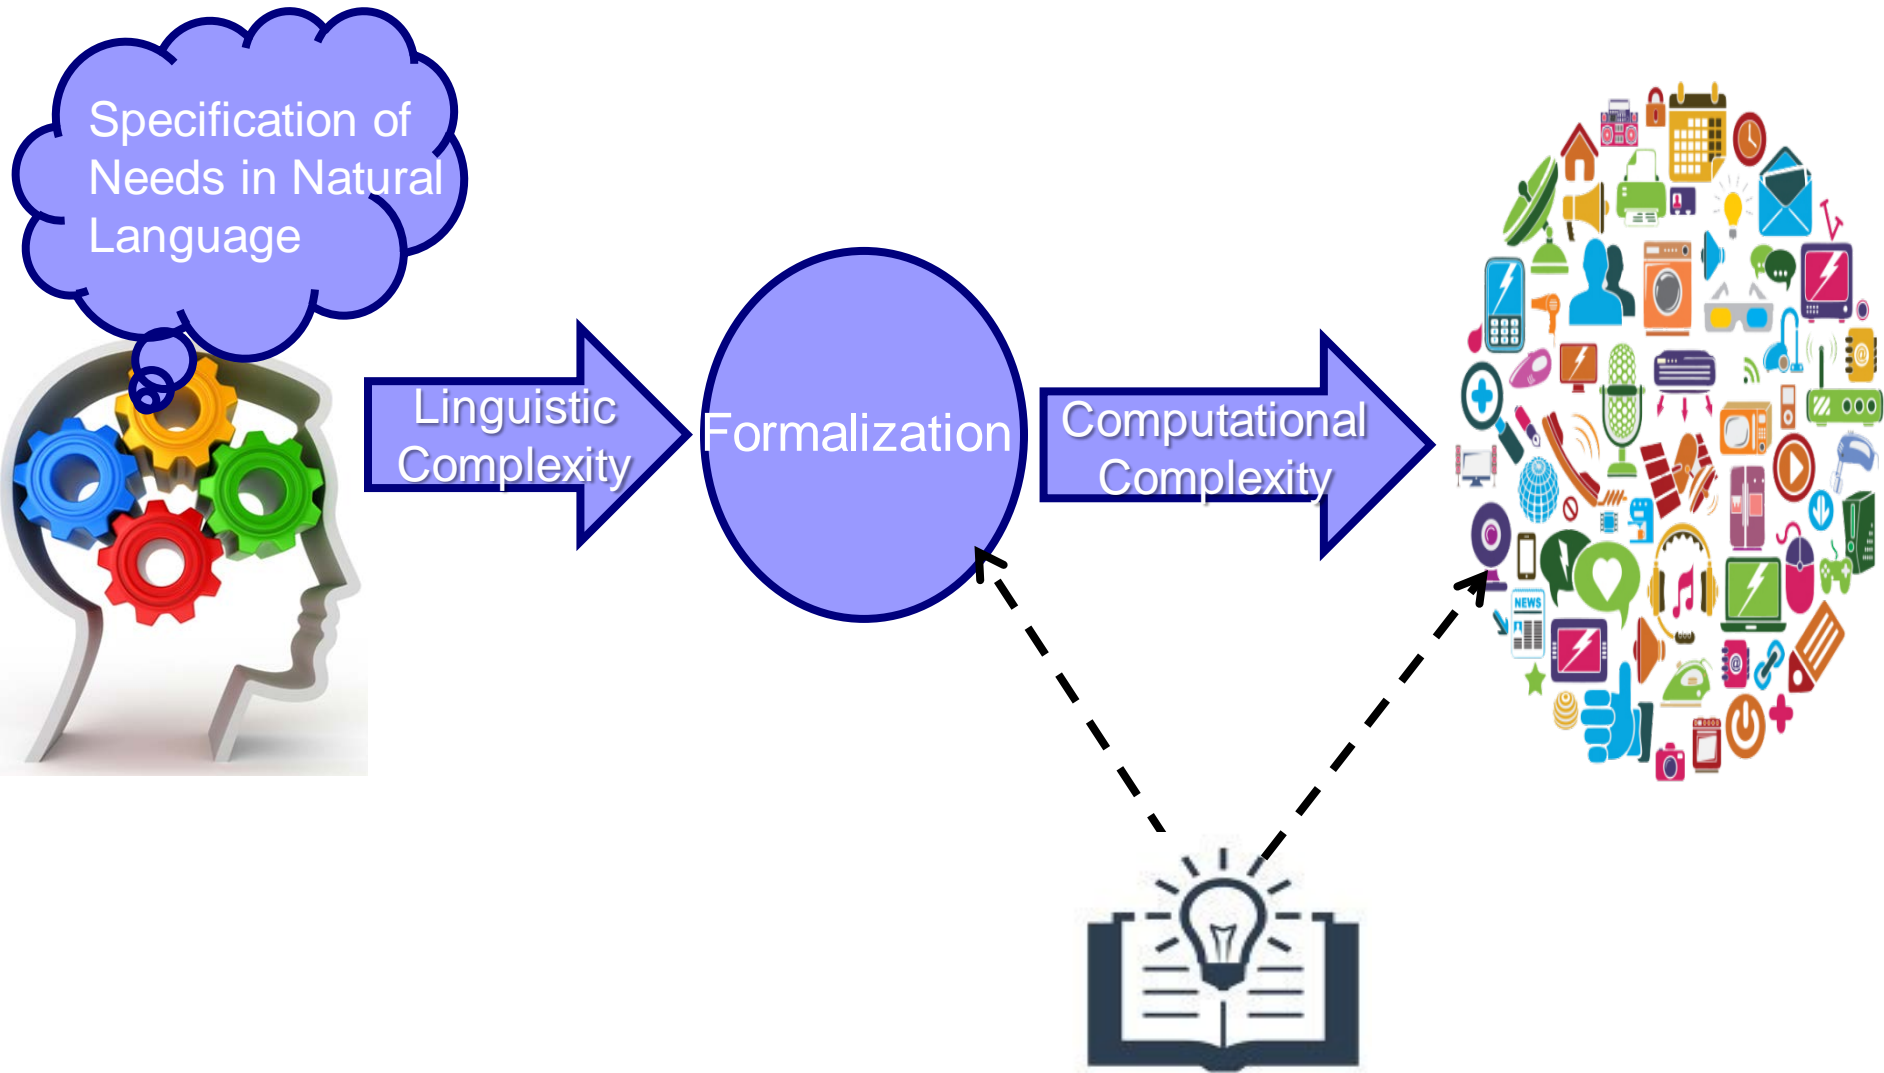 Specification of
Needs in Natural
Language
Linguistic
Complexity
Formalization
Computational
Complexity
NEWS